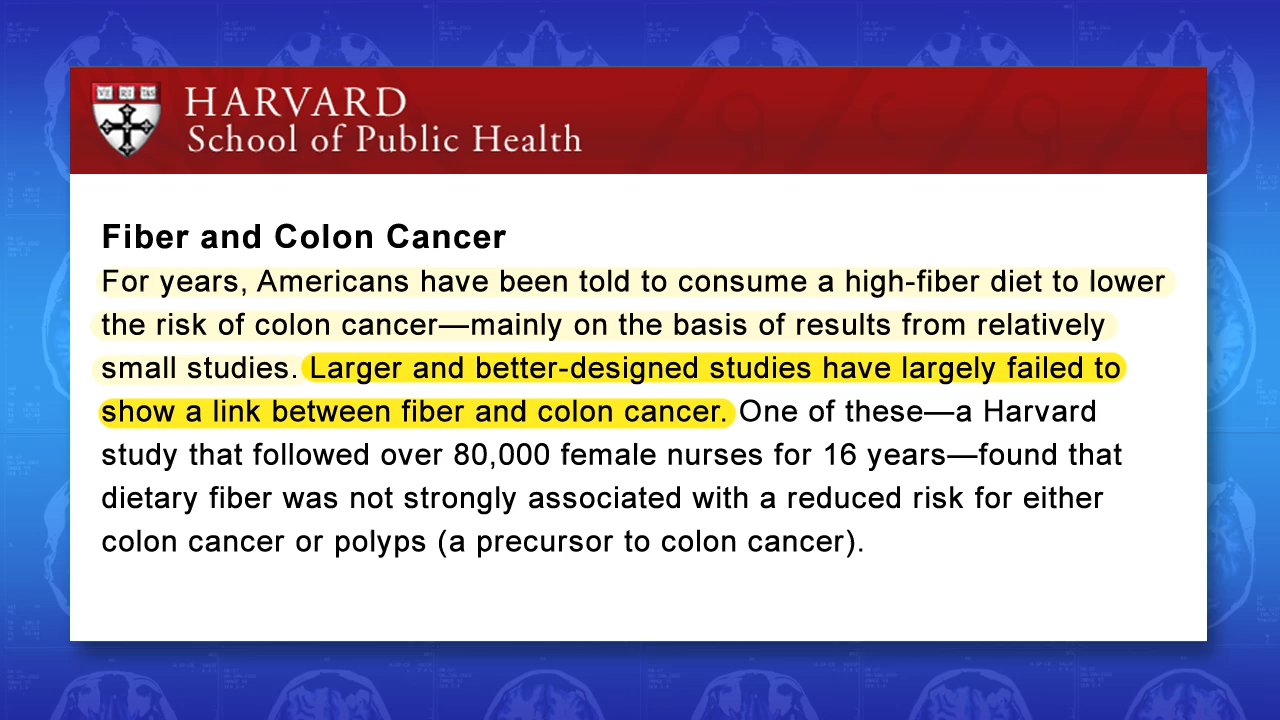 HARVARD
School of Public Health
Fiber and Colon Cancer
For years, Americans have been told to consume a high-fiber diet to lower
the risk of colon cancer—mainly on the basis of results from relatively
small studies. Larger and better-designed studies have largely failed to
show a link between fiber and colon cancer. One of these—a Harvard
study that followed over 80,000 female nurses for 16 years—found that
dietary fiber was not strongly associated with a reduced risk for either
colon cancer or polyps (a precursor to colon cancer).